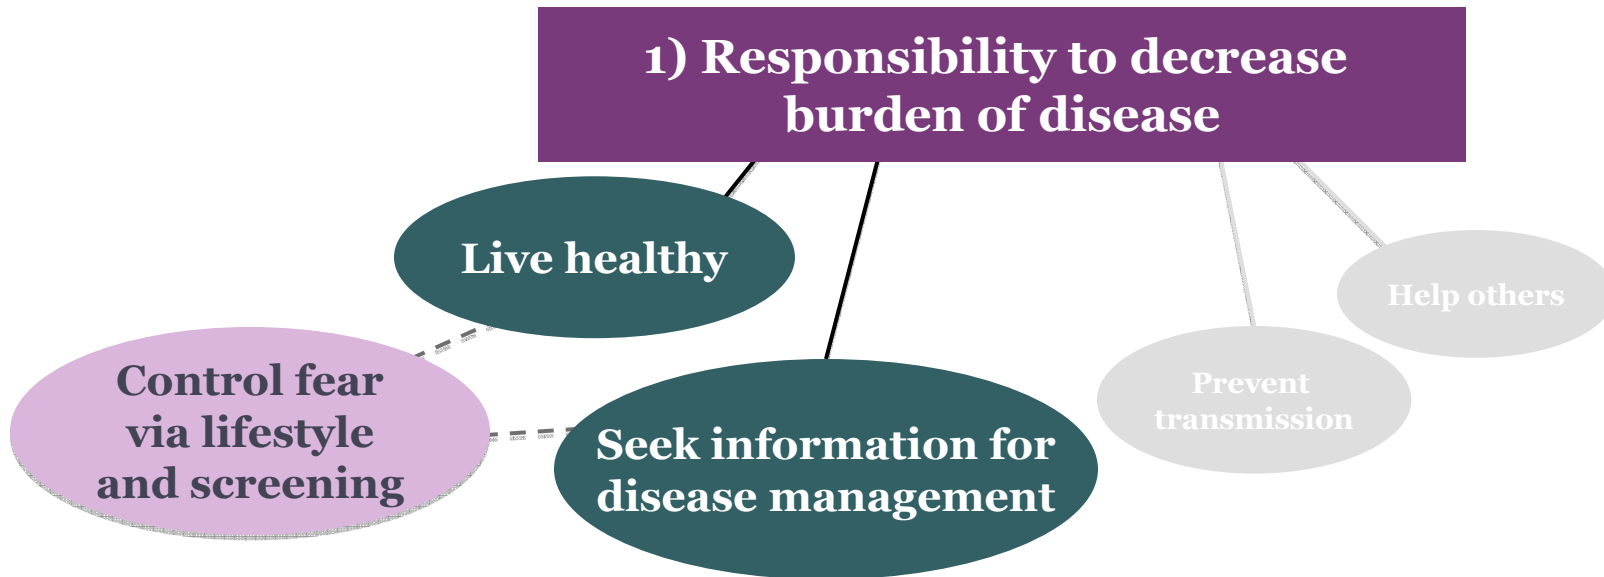 1) Responsibility to decrease
burden of disease
Live healthy
Help others
Control fear
via lifestyle
and screening
Prevent
transmission
Seek information for
disease management